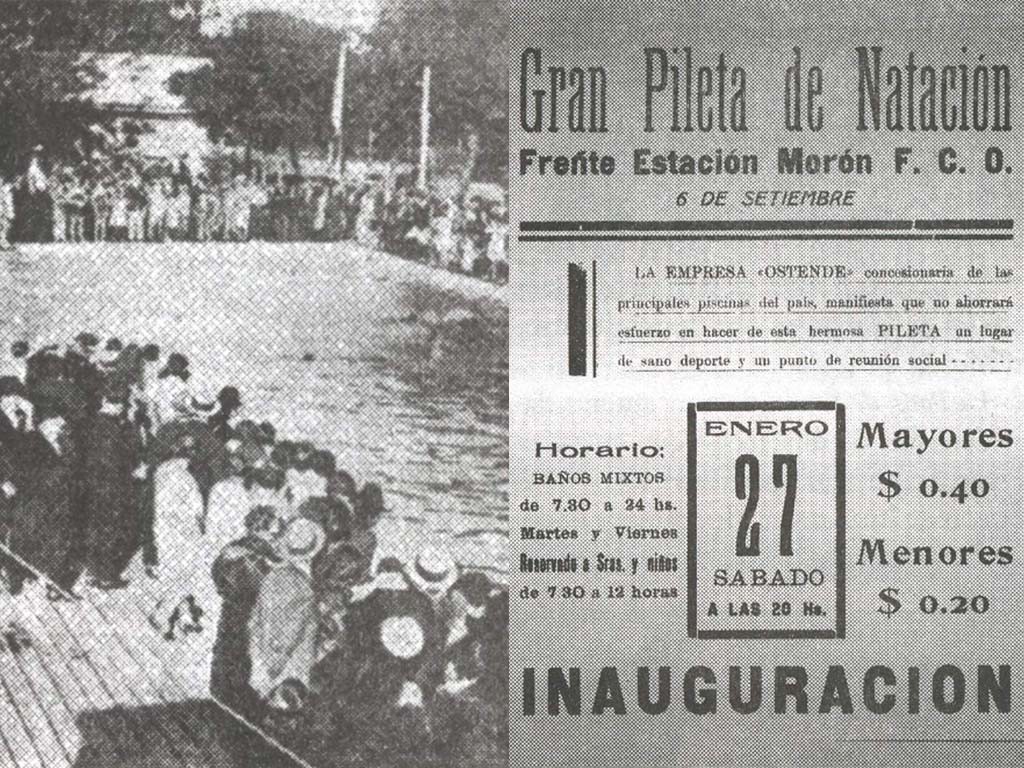 Gran Pileta de Natación
Frente Estación Morón F. C. O.
6 DE SETIEMBRE
LA EMPRESA «OSTENDE» concesionaria de las
principales piscinas del país, manifiesta que no ahorrará
esfuerzo en hacer de esta hermosa PILETA un lugar
de sano deporte y un punto de reunión social - - - - - - -
Horario:
BAÑOS MIXTOS
de 7.30 a 24 hs.
Martes y Viernes
Reservado a Sras. y niños
de 7 30 a 12 horas
ENERO
27
SABADO
A LAS 20 Hs.
Mayores
$ 0.40
Menores
$ 0.20
INAUGURACION